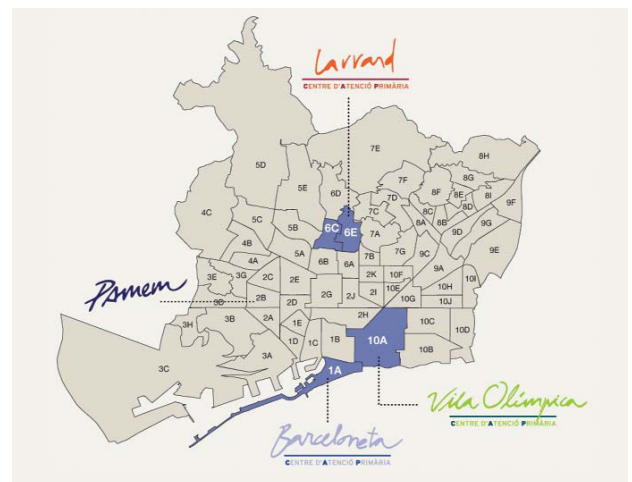 Larrard
CENTRE D'ATENCIÓ PRIMÀRIA
7E
8H
5D
8G
7F
5E
8F
8E
8I
6D
7D
9F
8D
4C
7C
8C
5C
8A
8B
9G
5B
6C
6E
7A
9D
4B
9E
7G
5A
7B
9C
4A
6B
6A
9A
3E
3G
2C
2K
10F
10I
2E
10E
10H
Pamem
2B
2G
2J
2I
3D
2D
10G
10J
2A
2H
3B
3H
1E
10C
10D
1D
1C
1B
10A
3A
10B
3C
1A
Vila Olímpica
CENTRE D'ATENCIÓ PRIMÀRIA
Barceloneta
CENTRE D'ATENCIÓ PRIMÀRIA